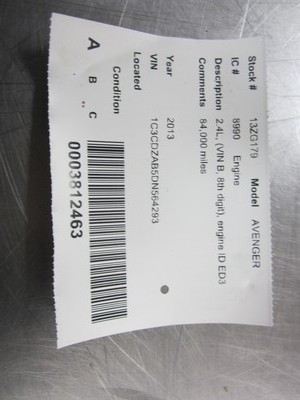 Stock# 13ZG179 Model AVENGER
IC # 8990 Engine
Description 2.4L, (VIN B, 8th digit), engine ID ED3
Comments 84,000 miles
Year 2013
VIN 1C3CDZAB5DN564293
Located
Condition
A B C
0003812463